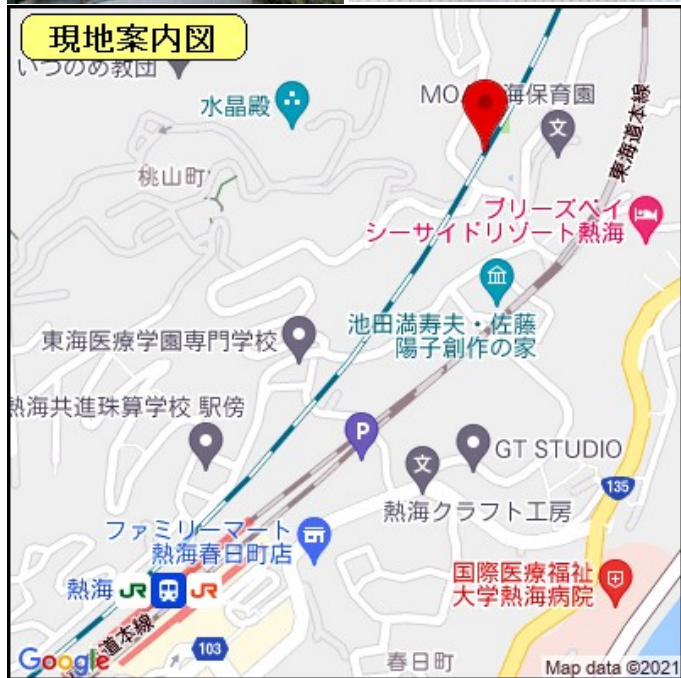 現地案内図
いづのめ教団
水晶殿
MO
海保育園
桃山町
東海道本線
ブリーズベイ
シーサイドリゾート熱海
池田満寿夫・佐藤
陽子創作の家
東海医療学園専門学校
熱海共進珠算学校 駅傍
P
GT STUDIO
135
熱海クラフト工房
ファミリーマート
熱海春日町店
熱海 JR JR
国際医療福祉
大学熱海病院
道本線
103
春日町
Google
Map data ©2021